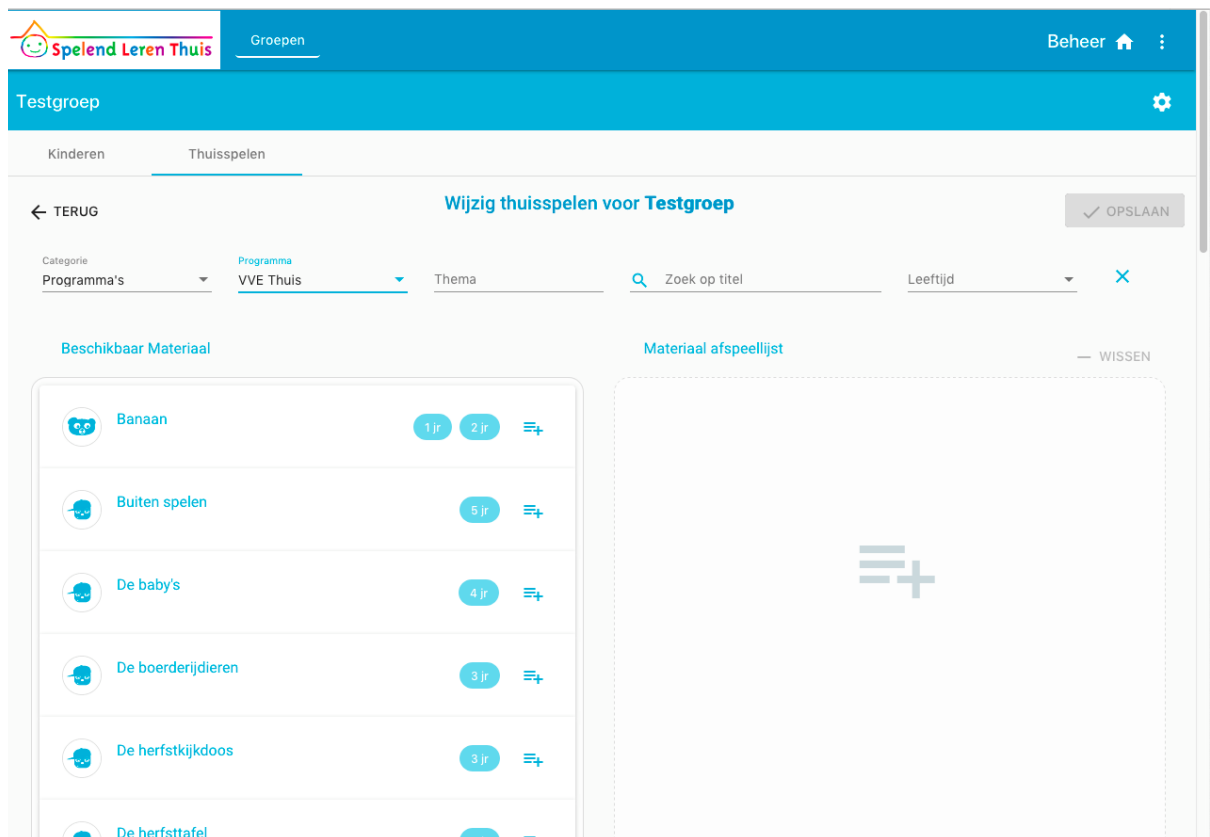 Spelend Leren Thuis
Groepen
Beheer
Testgroep
Kinderen
Thuisspelen
TERUG
Wijzig thuisspelen voor Testgroep
OPSLAAN
Categorie
Programma's
Programma
VVE Thuis
Thema
Zoek op titel
Leeftijd
Beschikbaar Materiaal
Materiaal afspeellijst
WISSEN
Banaan
1 jr
2 jr
Buiten spelen
5 jr
De baby's
4 jr
De boerderijdieren
3 jr
De herfstkijkdoos
3 jr
De herfsttafel